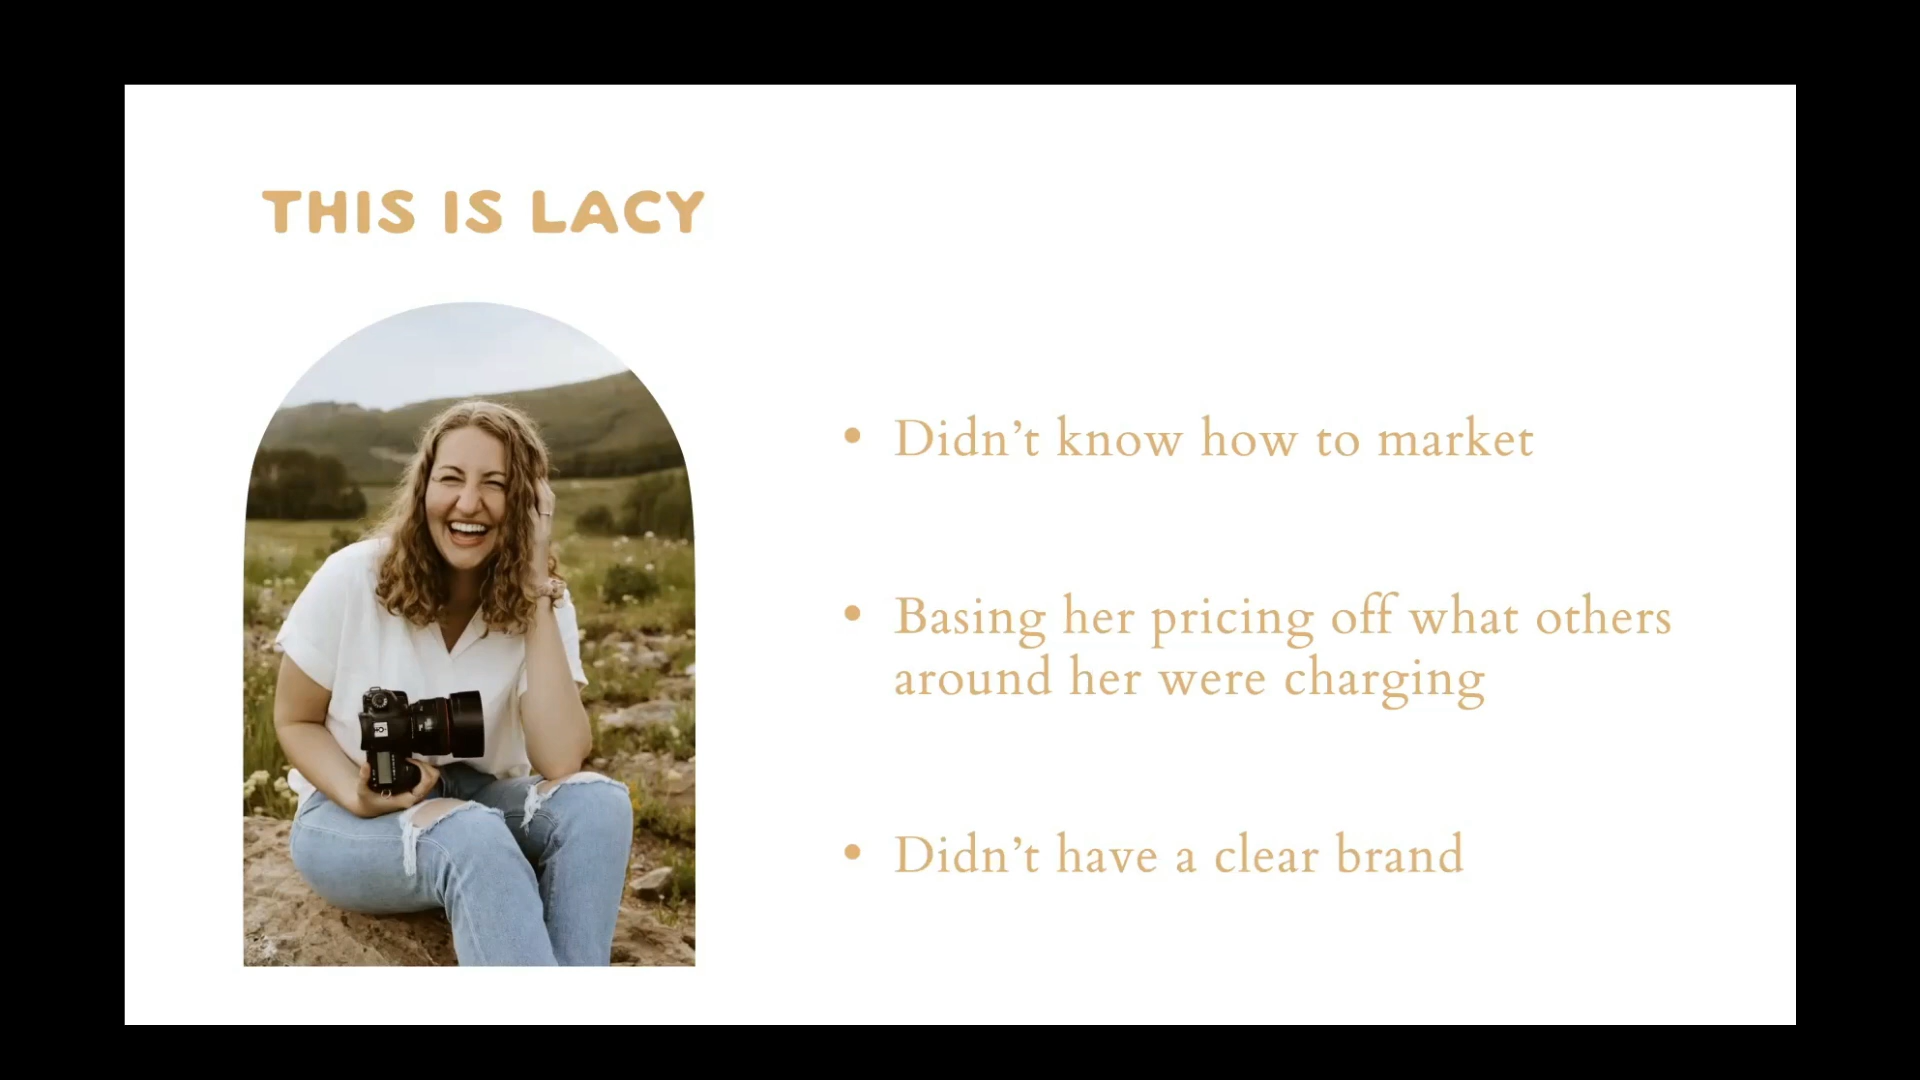 THIS IS LACY
• Didn’t know how to market
• Basing her pricing off what others
around her were charging
• Didn’t have a clear brand